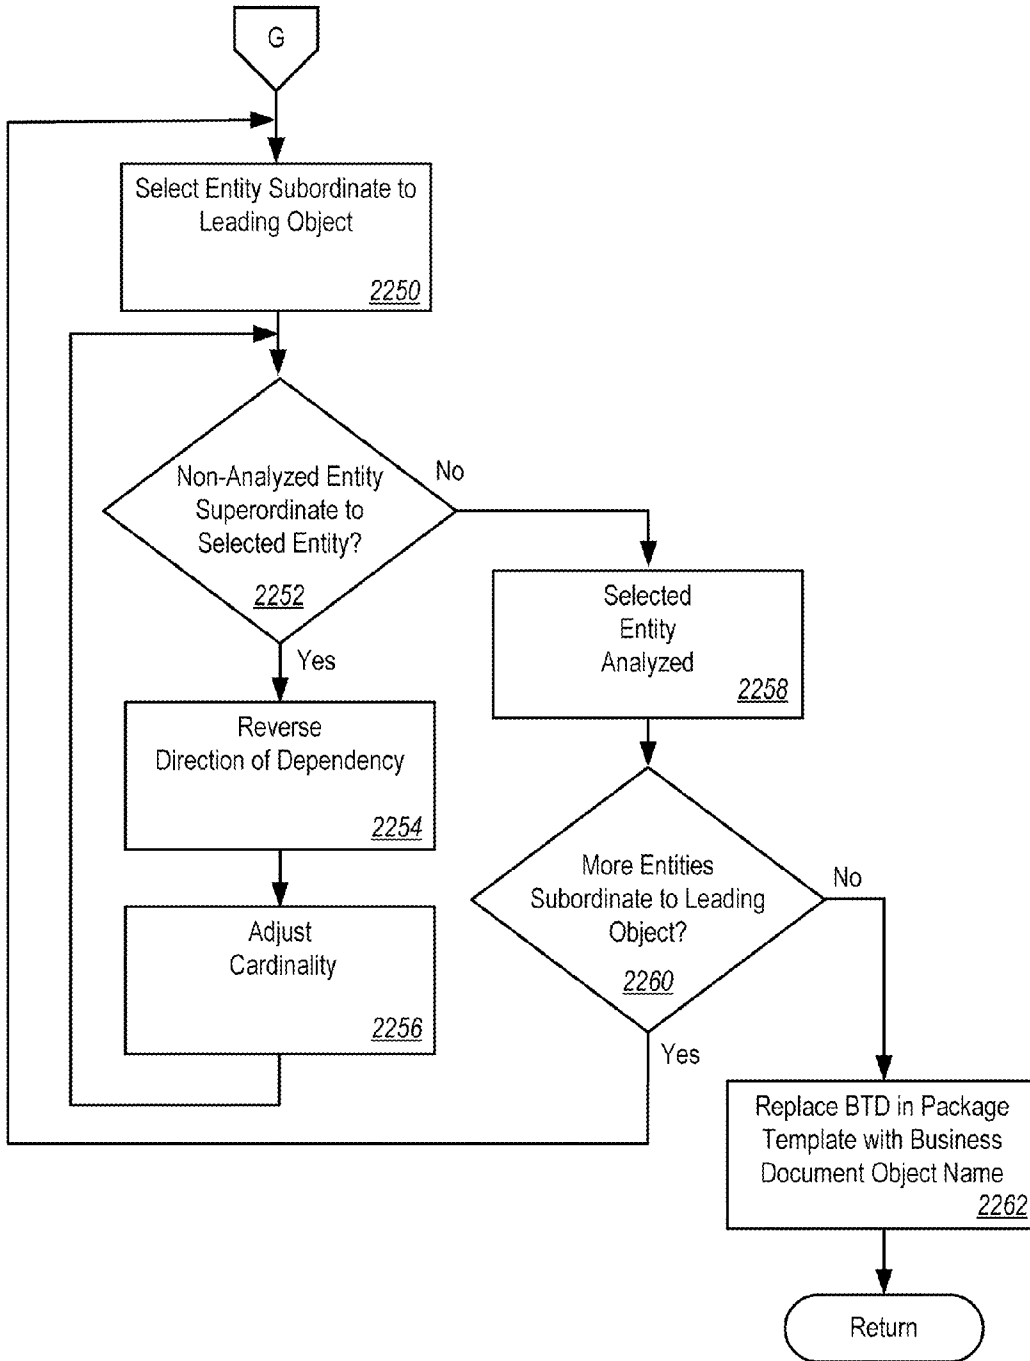 G
Select Entity Subordinate to
Leading Object
2250
Non-Analyzed Entity
Superordinate to
Selected Entity?
2252
No
Yes
Reverse
Direction of Dependency
2254
Adjust
Cardinality
2256
Selected
Entity
Analyzed
2258
More Entities
Subordinate to Leading
Object?
2260
No
Yes
Replace BTD in Package
Template with Business
Document Object Name
2262
Return